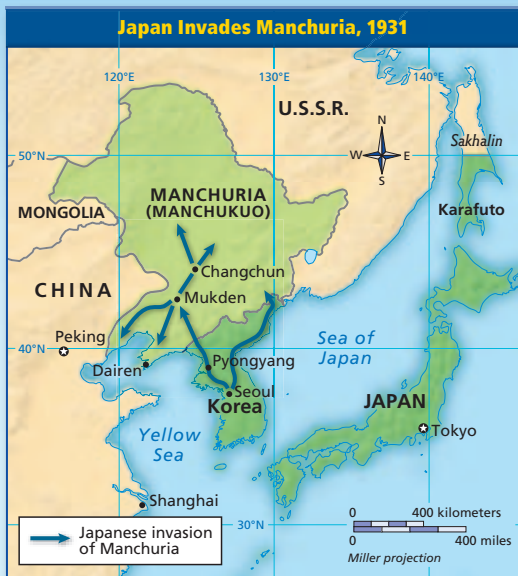 Japan Invades Manchuria, 1931
120°E
130°E
140°E
U.S.S.R.
N
W
E
S
50°N
Sakhalin
MANCHURIA
(MANCHUKUO)
MONGOLIA
Karafuto
Changchun
CHINA
Mukden
Peking
40°N
Sea of
Japan
Dairen
Pyongyang
Seoul
Korea
JAPAN
Tokyo
Yellow
Sea
Shanghai
30°N
0
400 kilometers
0
400 miles
Miller projection
Japanese invasion
of Manchuria